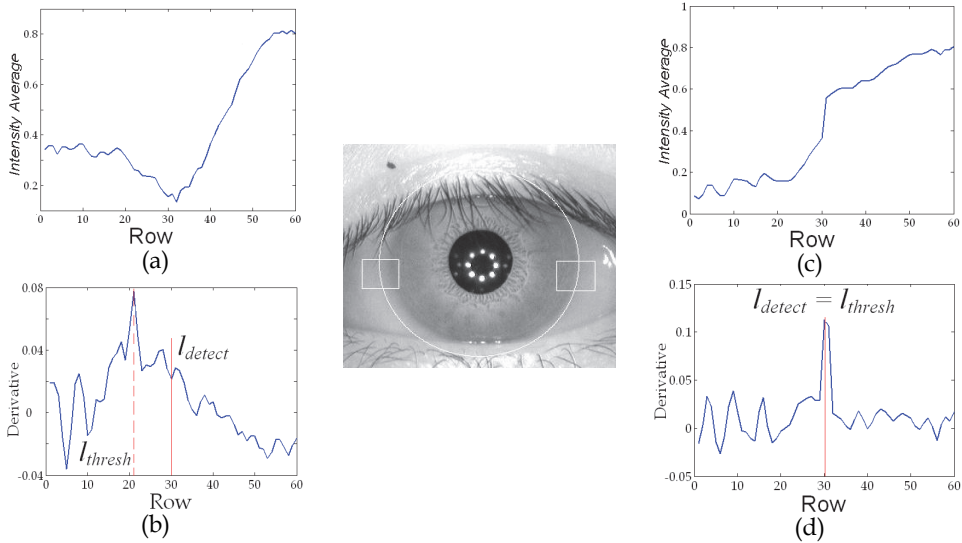 Intensity Average
0.8
0.6
0.4
0.2
0 10 20 30 40 50 60
Row
(a)
Derivative
0.08
0.04
0
-0.04
l_detect
l_thresh
0 10 20 30 40 50 60
Row
(b)
Intensity Average
1
0.8
0.6
0.4
0.2
0
0 10 20 30 40 50 60
Row
(c)
Derivative
0.15
0.10
0.05
0
-0.05
l_detect = l_thresh
0 10 20 30 40 50 60
Row
(d)